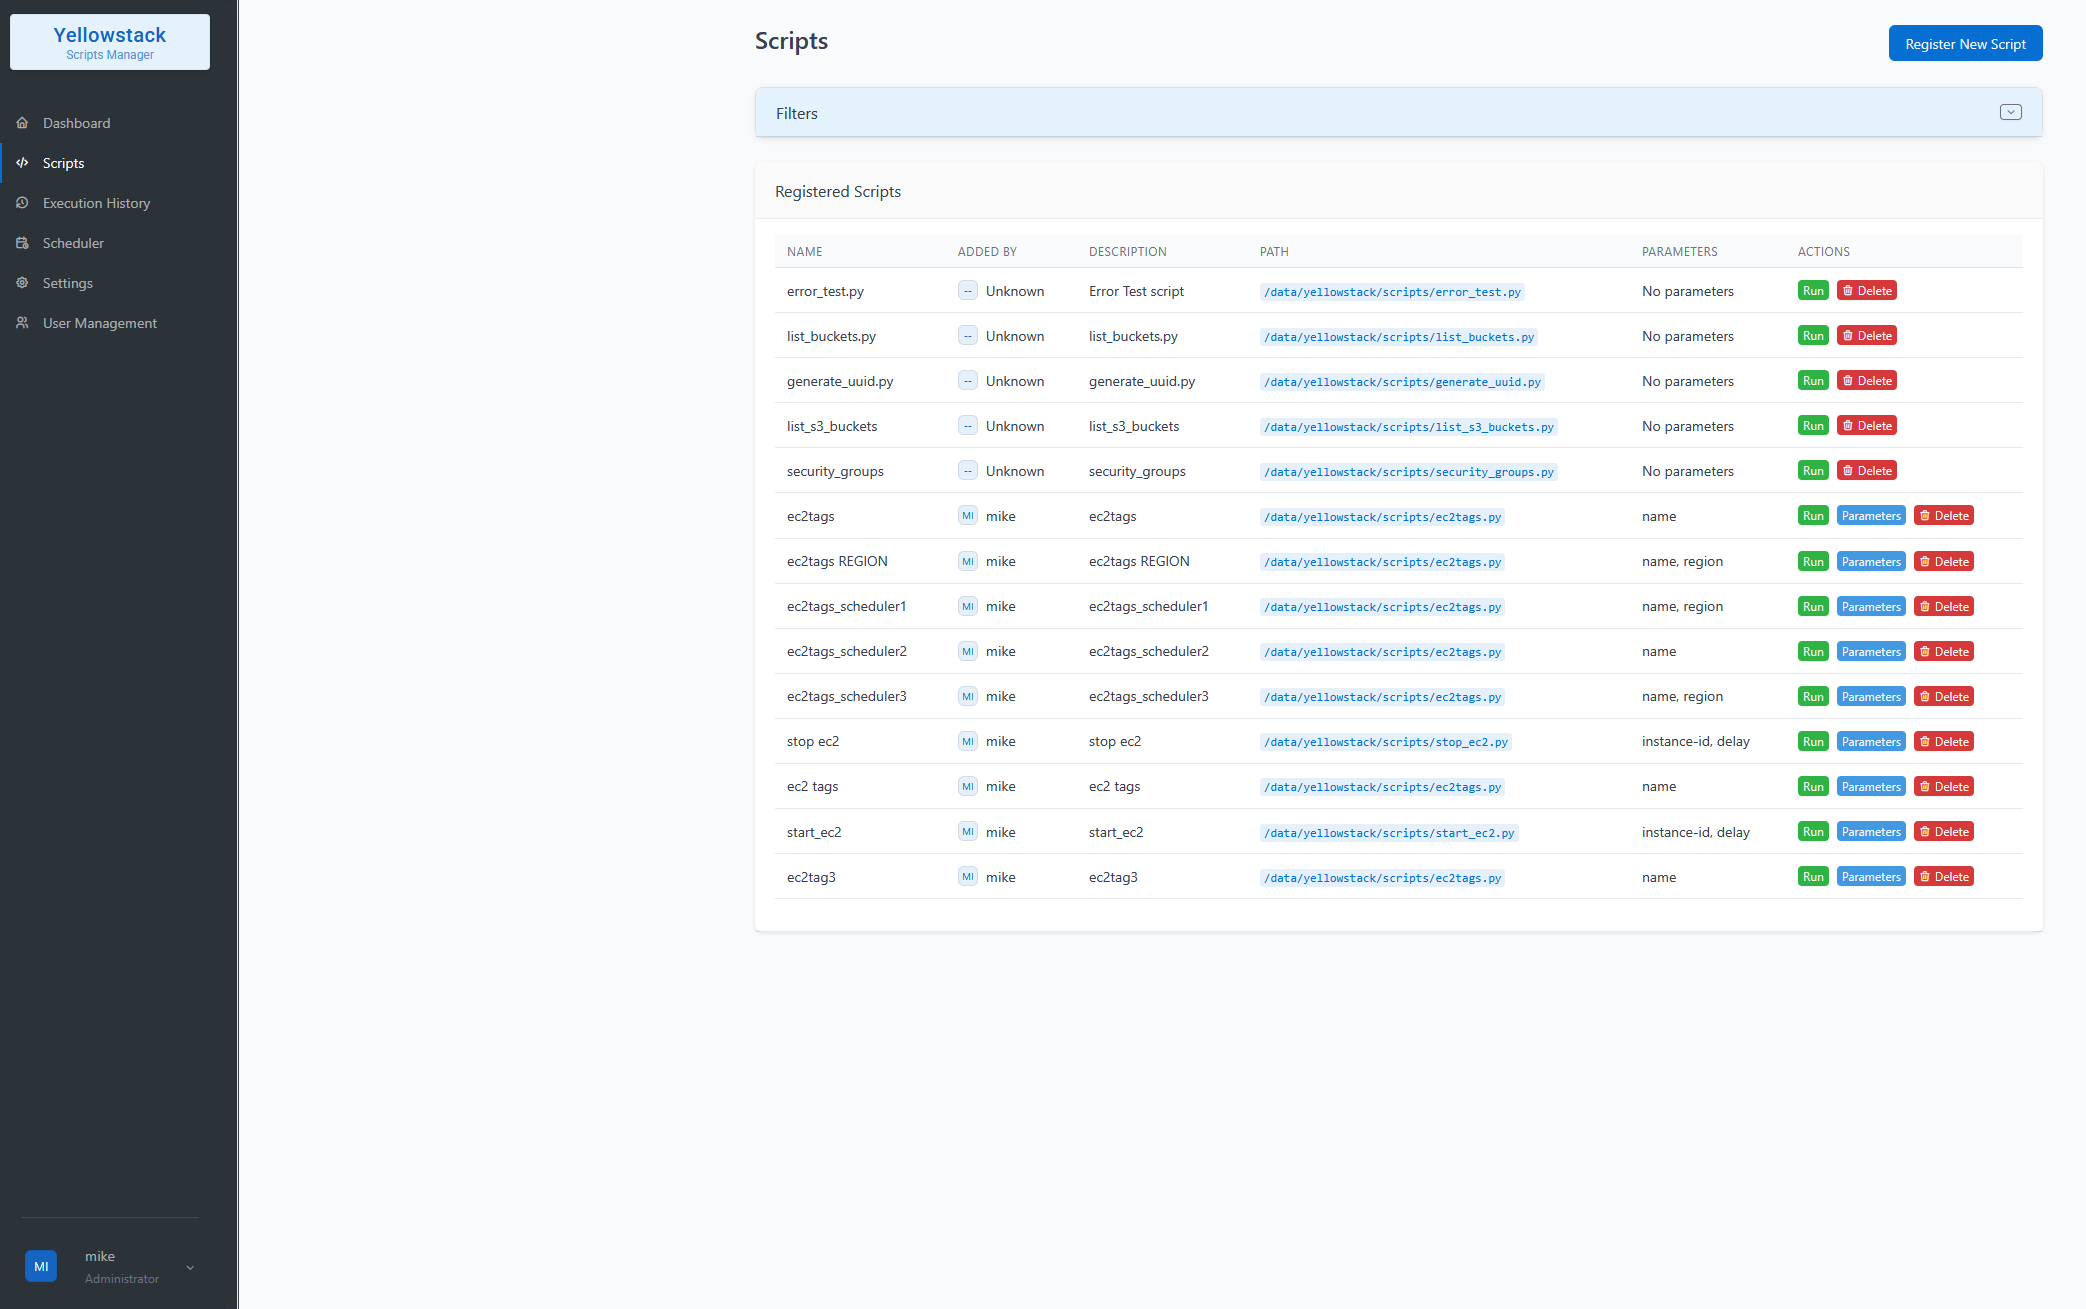 Yellowstack
Scripts Manager
Dashboard
Scripts
Execution History
Scheduler
Settings
User Management
mike
MI
Administrator
Scripts
Register New Script
Filters
Registered Scripts
NAME ADDED BY DESCRIPTION PATH PARAMETERS ACTIONS
error_test.py -- Unknown Error Test script /data/yellowstack/scripts/error_test.py No parameters Run Delete
list_buckets.py -- Unknown list_buckets.py /data/yellowstack/scripts/list_buckets.py No parameters Run Delete
generate_uuid.py -- Unknown generate_uuid.py /data/yellowstack/scripts/generate_uuid.py No parameters Run Delete
list_s3_buckets -- Unknown list_s3_buckets /data/yellowstack/scripts/list_s3_buckets.py No parameters Run Delete
security_groups -- Unknown security_groups /data/yellowstack/scripts/security_groups.py No parameters Run Delete
ec2tags MI mike ec2tags /data/yellowstack/scripts/ec2tags.py name Run Parameters Delete
ec2tags REGION MI mike ec2tags REGION /data/yellowstack/scripts/ec2tags.py name, region Run Parameters Delete
ec2tags_scheduler1 MI mike ec2tags_scheduler1 /data/yellowstack/scripts/ec2tags.py name, region Run Parameters Delete
ec2tags_scheduler2 MI mike ec2tags_scheduler2 /data/yellowstack/scripts/ec2tags.py name Run Parameters Delete
ec2tags_scheduler3 MI mike ec2tags_scheduler3 /data/yellowstack/scripts/ec2tags.py name, region Run Parameters Delete
stop ec2 MI mike stop ec2 /data/yellowstack/scripts/stop_ec2.py instance-id, delay Run Parameters Delete
ec2 tags MI mike ec2 tags /data/yellowstack/scripts/ec2tags.py name Run Parameters Delete
start_ec2 MI mike start_ec2 /data/yellowstack/scripts/start_ec2.py instance-id, delay Run Parameters Delete
ec2tag3 MI mike ec2tag3 /data/yellowstack/scripts/ec2tags.py name Run Parameters Delete